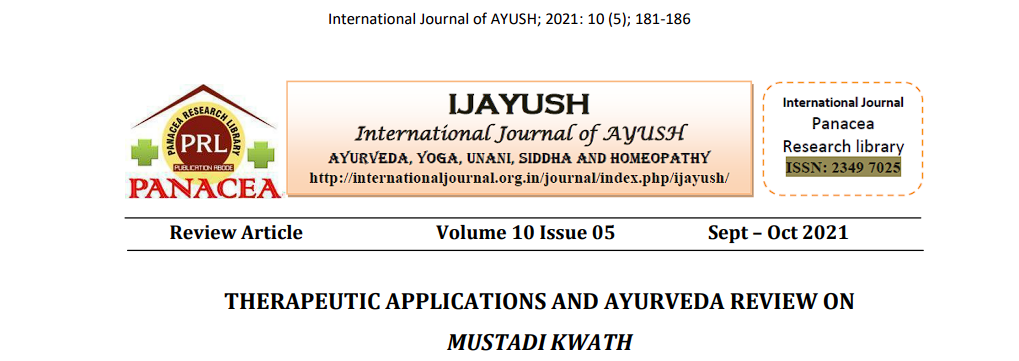 International Journal of AYUSH; 2021: 10 (5); 181-186
PANACEA RESEARCH LIBRARY
PRL
PUBLICATION ABODE
PANACEA
IJAYUSH
International Journal of AYUSH
AYURVEDA, YOGA, UNANI, SIDDHA AND HOMEOPATHY
http://internationaljournal.org.in/journal/index.php/ijayush/
International Journal
Panacea
Research library
ISSN: 2349 7025
Review Article Volume 10 Issue 05 Sept – Oct 2021
THERAPEUTIC APPLICATIONS AND AYURVEDA REVIEW ON
MUSTADI KWATH